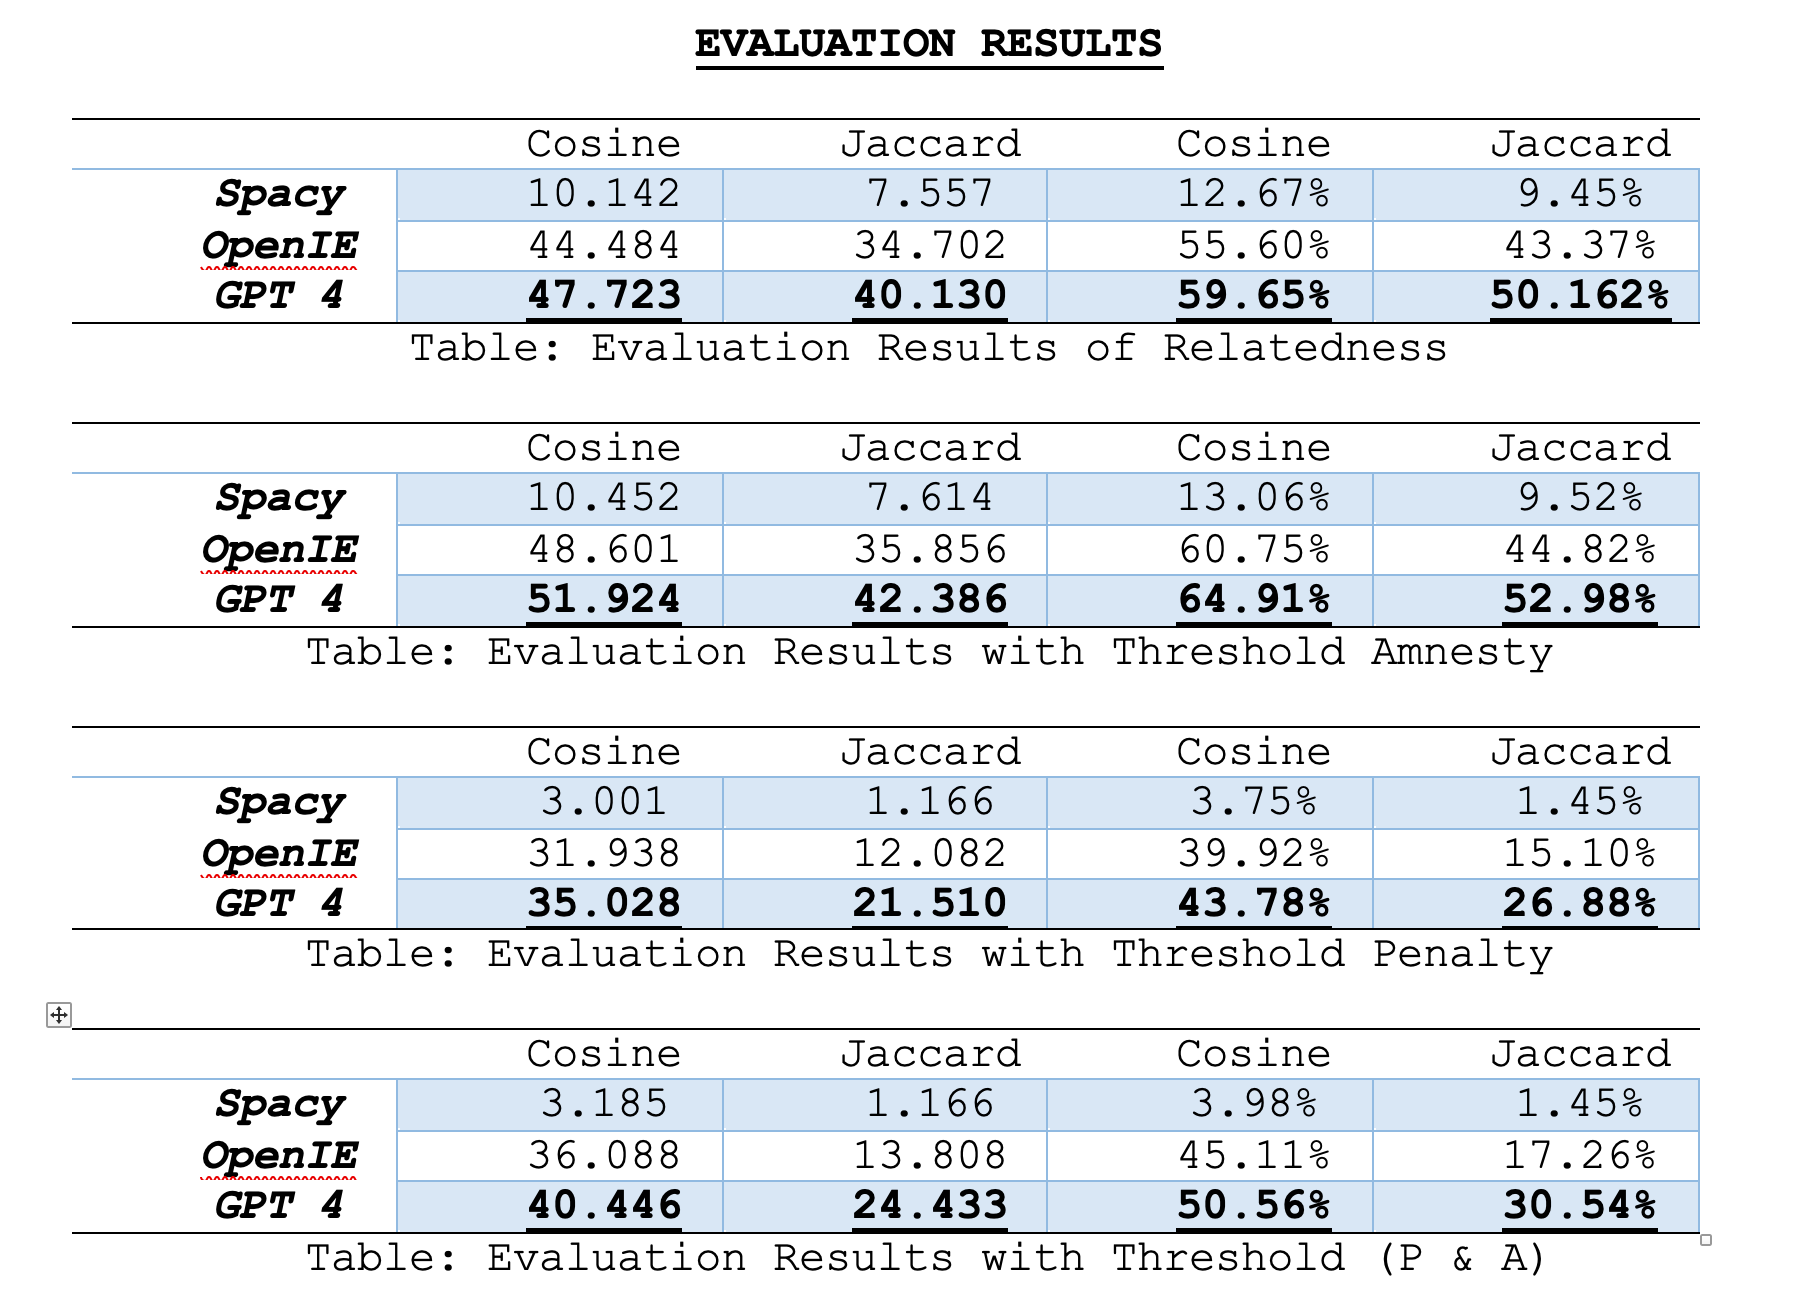 EVALUATION RESULTS
Cosine Jaccard Cosine Jaccard
Spacy 10.142 7.557 12.67% 9.45%
OpenIE 44.484 34.702 55.60% 43.37%
GPT 4 47.723 40.130 59.65% 50.162%
Table: Evaluation Results of Relatedness
Cosine Jaccard Cosine Jaccard
Spacy 10.452 7.614 13.06% 9.52%
OpenIE 48.601 35.856 60.75% 44.82%
GPT 4 51.924 42.386 64.91% 52.98%
Table: Evaluation Results with Threshold Amnesty
Cosine Jaccard Cosine Jaccard
Spacy 3.001 1.166 3.75% 1.45%
OpenIE 31.938 12.082 39.92% 15.10%
GPT 4 35.028 21.510 43.78% 26.88%
Table: Evaluation Results with Threshold Penalty
Cosine Jaccard Cosine Jaccard
Spacy 3.185 1.166 3.98% 1.45%
OpenIE 36.088 13.808 45.11% 17.26%
GPT 4 40.446 24.433 50.56% 30.54%
Table: Evaluation Results with Threshold (P & A)